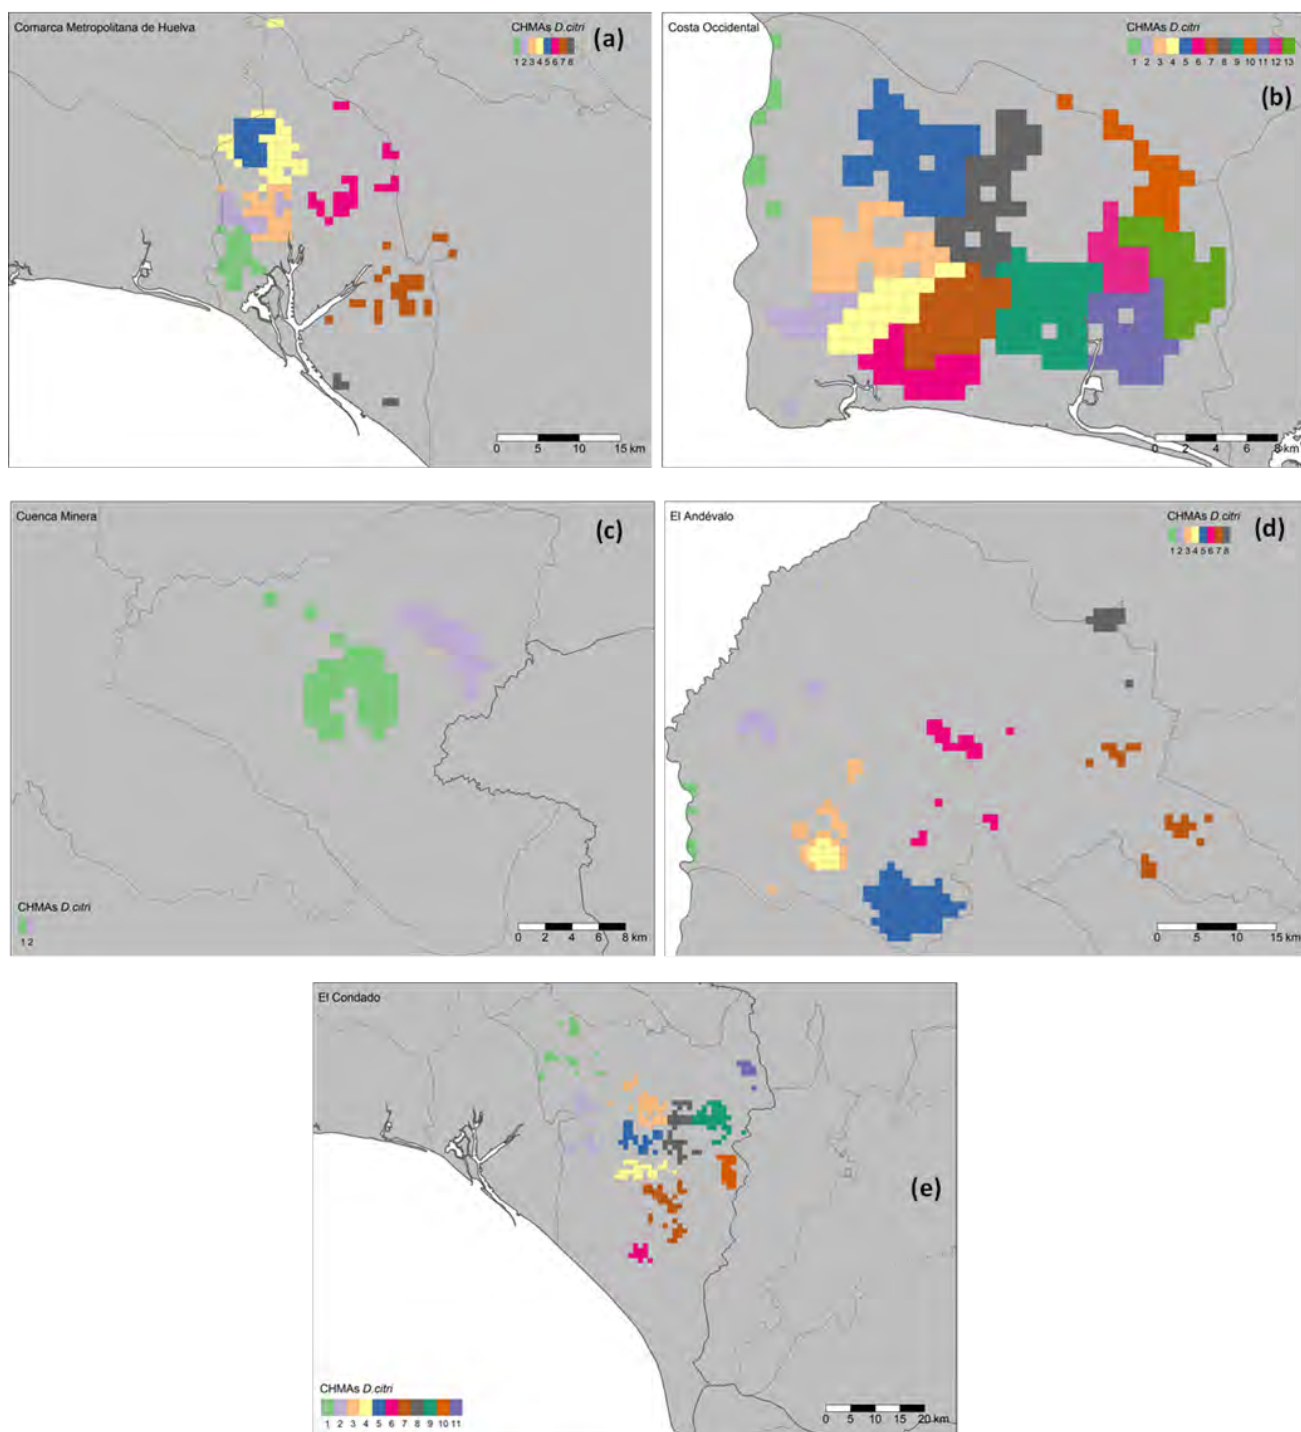 Comarca Metropolitana de Huelva
CHMAs D.citri
(a)
1 2 3 4 5 6 7 8
0 5 10 15 km
Costa Occidental
CHMAs D.citri
1 2 3 4 5 6 7 8 9 10 11 12 13
(b)
0 2 4 6 8 km
Cuenca Minera
(c)
CHMAs D.citri
1 2
0 2 4 6 8 km
El Andévalo
CHMAs D.citri
(d)
1 2 3 4 5 6 7 8
0 5 10 15 km
El Condado
(e)
CHMAs D.citri
1 2 3 4 5 6 7 8 9 10 11
0 5 10 15 20 km